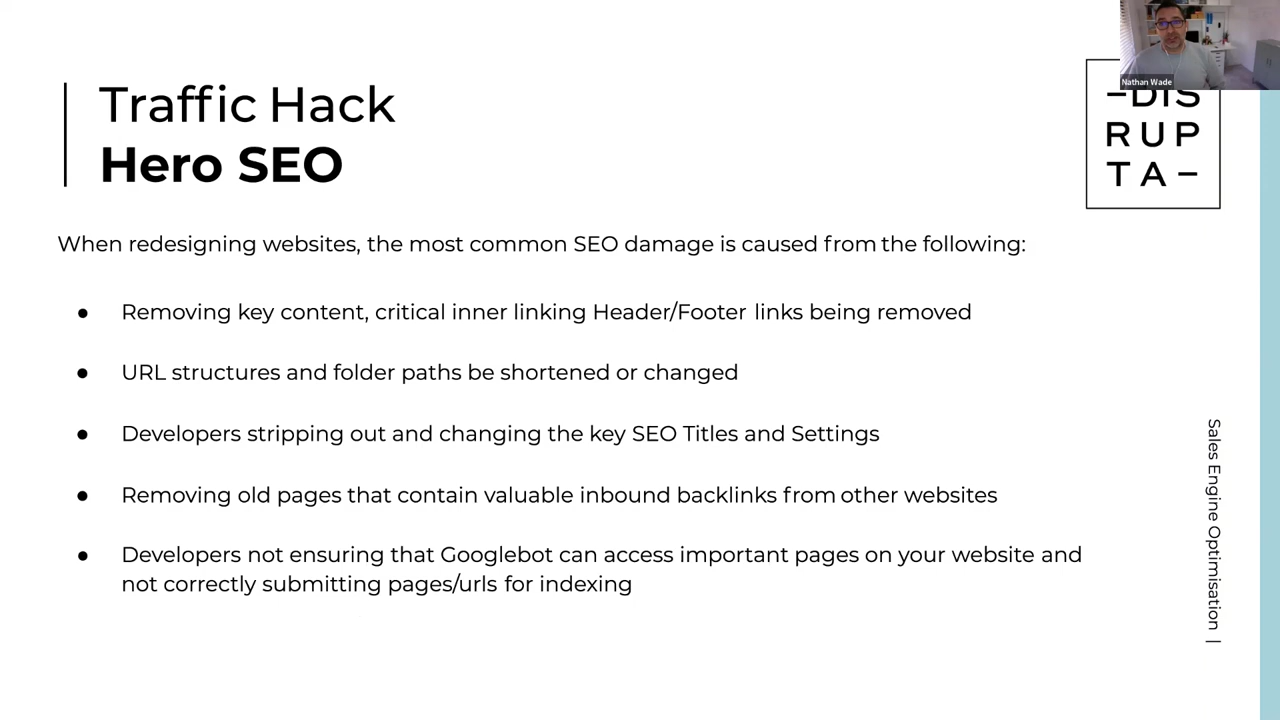 Traffic Hack
Hero SEO
Nathan Wade
–DIS
RUPT
TA–
When redesigning websites, the most common SEO damage is caused from the following:
● Removing key content, critical inner linking Header/Footer links being removed
● URL structures and folder paths be shortened or changed
● Developers stripping out and changing the key SEO Titles and Settings
● Removing old pages that contain valuable inbound backlinks from other websites
● Developers not ensuring that Googlebot can access important pages on your website and
not correctly submitting pages/urls for indexing
Sales Engine Optimisation |